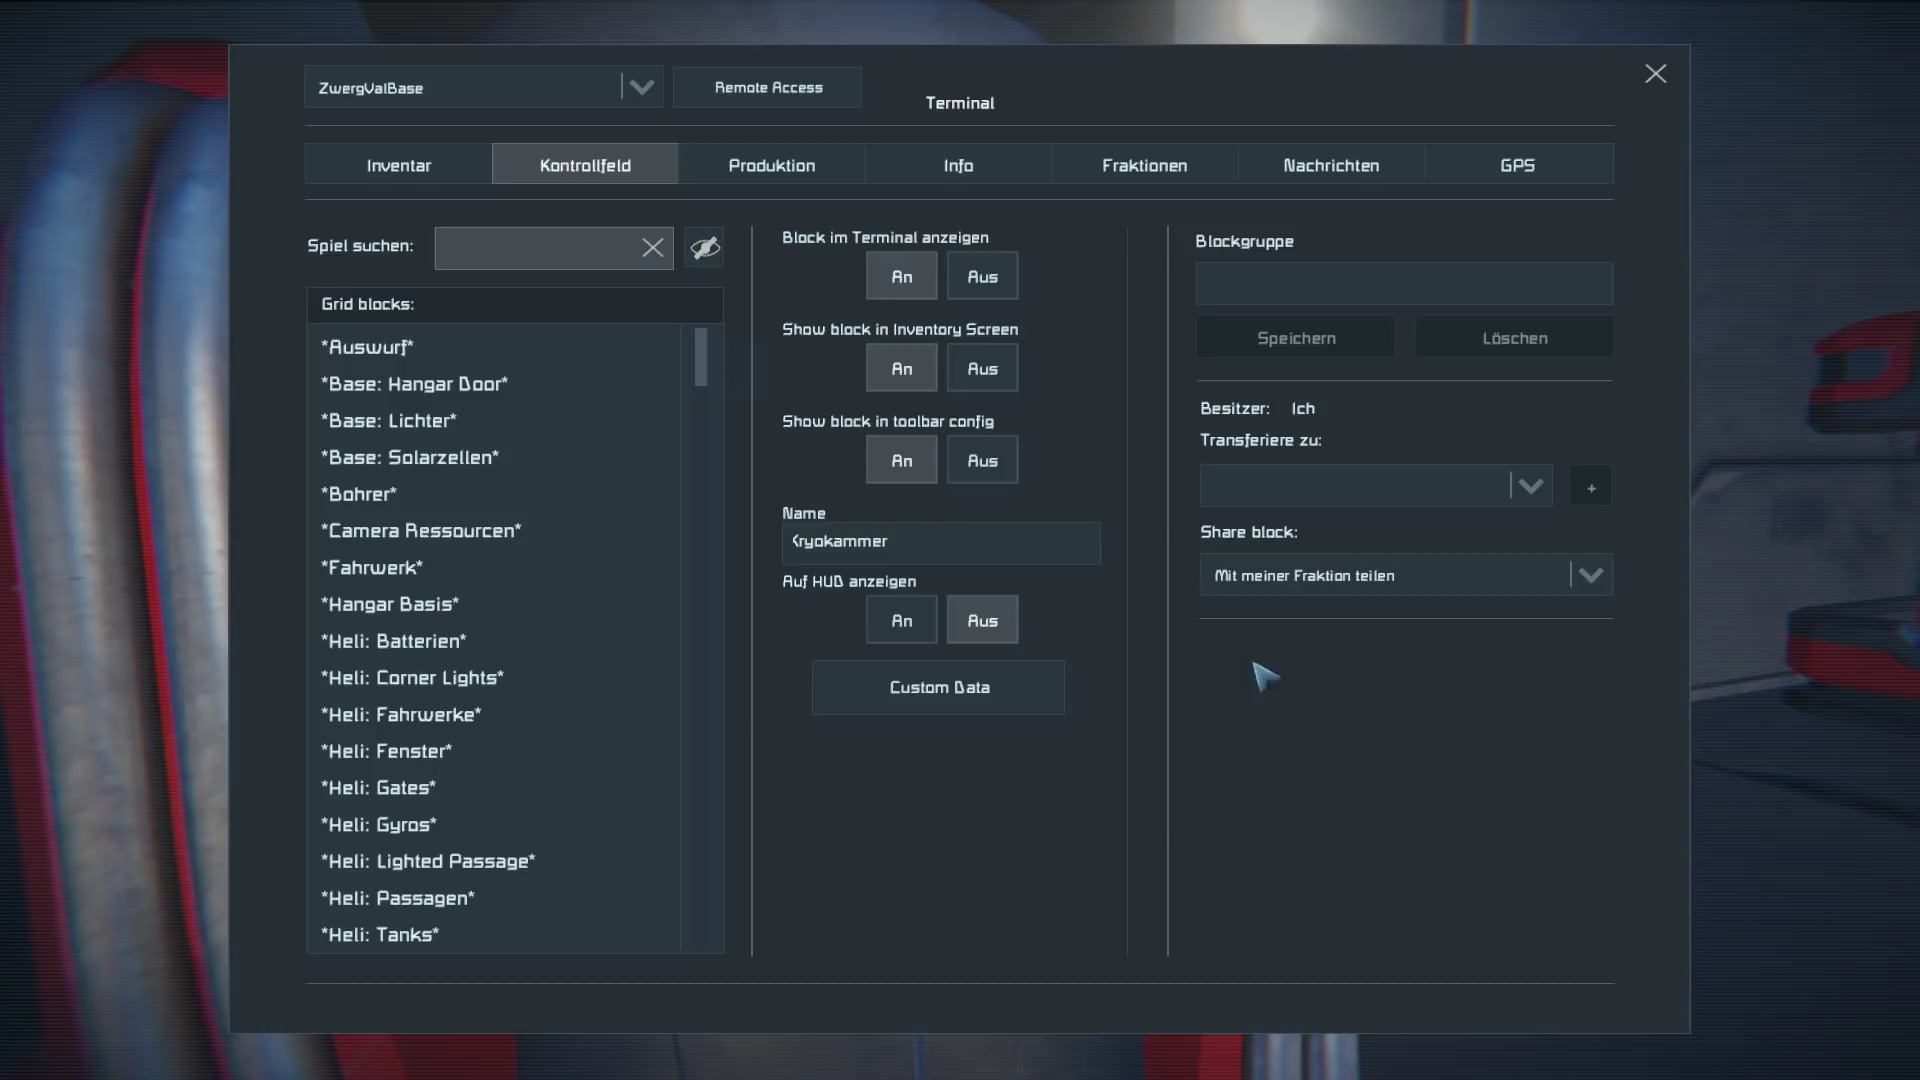 ZwergValBase
Remote Access
Terminal
Inventar
Kontrollfeld
Produktion
Info
Fraktionen
Nachrichten
GPS
Spiel suchen:
Grid blocks:
*Auswurf*
*Base: Hangar Door*
*Base: Lichter*
*Base: Solarzellen*
*Bohrer*
*Camera Ressourcen*
*Fahrwerk*
*Hangar Basis*
*Heli: Batterien*
*Heli: Corner Lights*
*Heli: Fahrwerke*
*Heli: Fenster*
*Heli: Gates*
*Heli: Gyros*
*Heli: Lighted Passage*
*Heli: Passagen*
*Heli: Tanks*
Block im Terminal anzeigen
An Aus
Show block in Inventory Screen
An Aus
Show block in toolbar config
An Aus
Name
Kryokammer
Auf HUD anzeigen
An Aus
Custom Data
Blockgruppe
Speichern Löschen
Besitzer: Ich
Transferiere zu:
+
Share block:
Mit meiner Fraktion teilen